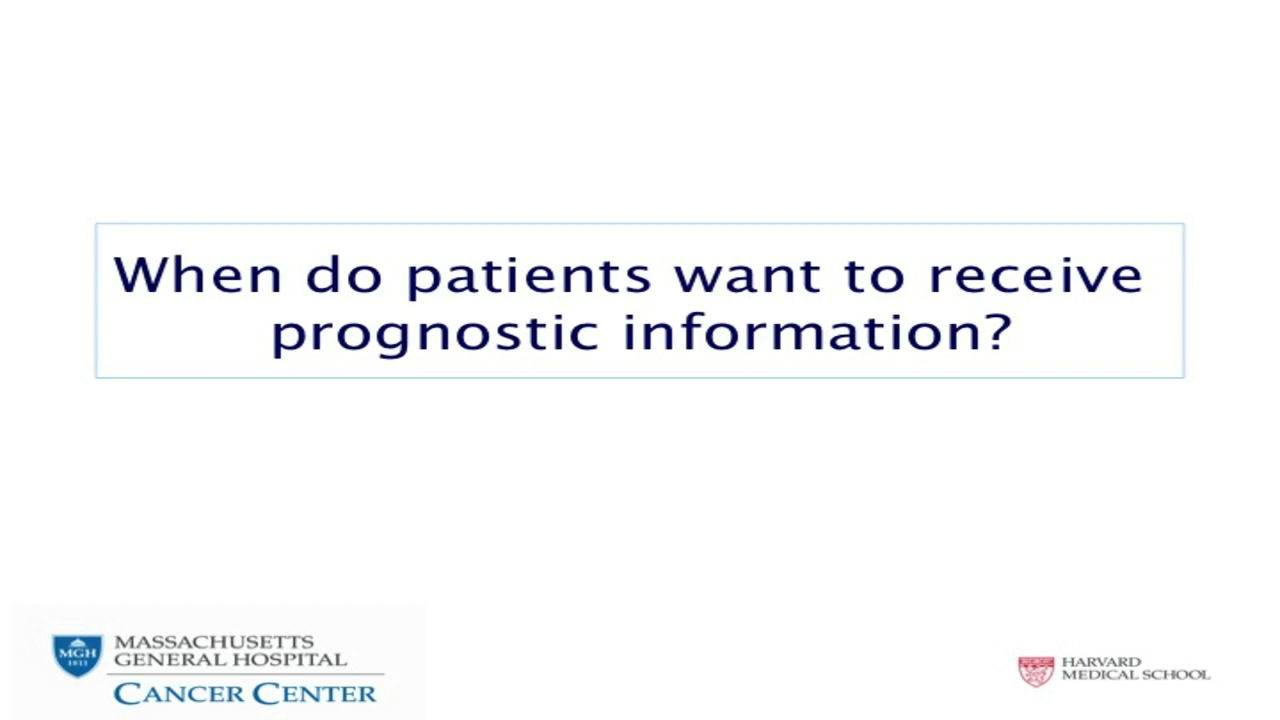 When do patients want to receive
prognostic information?
MGH
1811
MASSACHUSETTS
GENERAL HOSPITAL
CANCER CENTER
HARVARD
MEDICAL SCHOOL